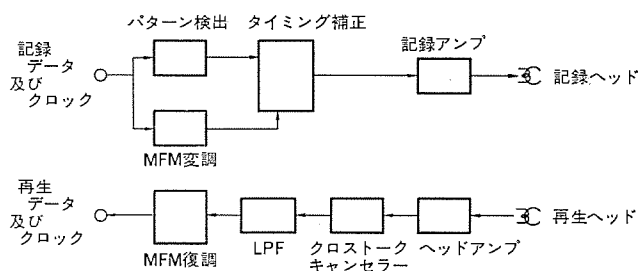 パターン検出
タイミング補正
記録
データ
及び
クロック
記録アンプ
記録ヘッド
MFM変調
再生
データ
及び
クロック
再生ヘッド
MFM復調
LPF
クロストーク
キャンセラー
ヘッドアンプ